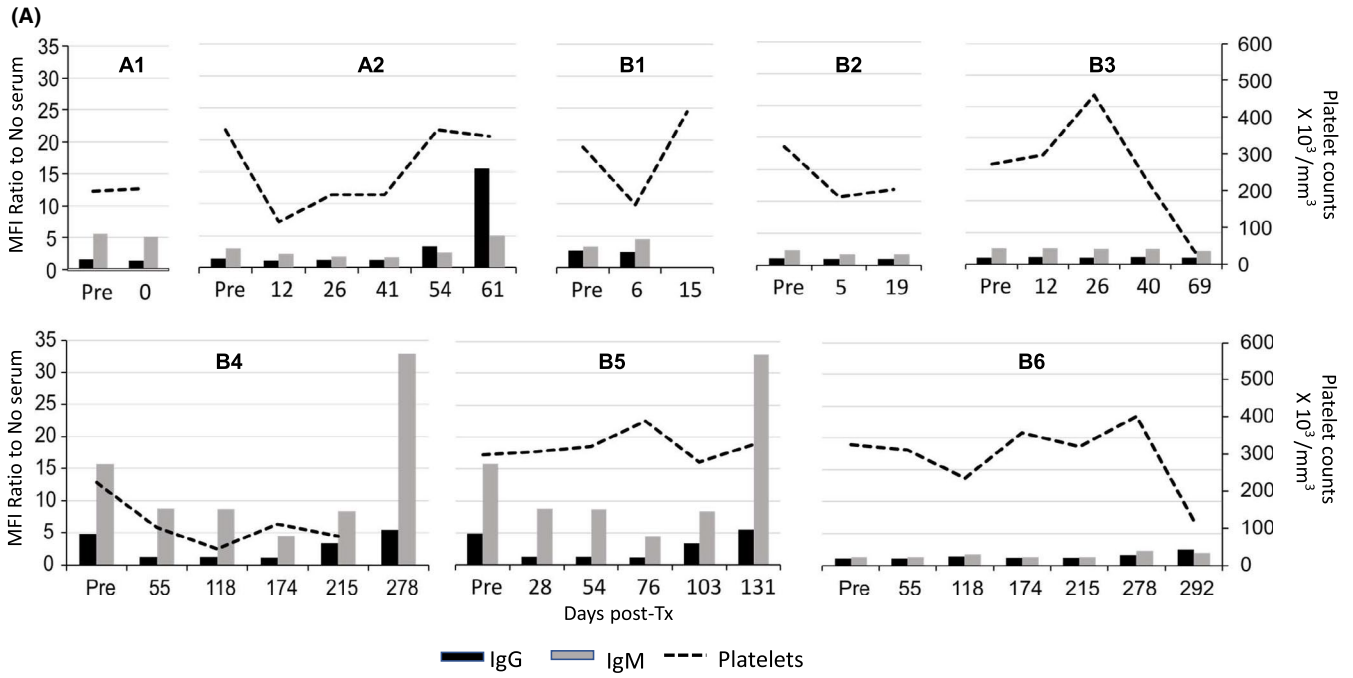 (A)
MFI Ratio to No serum
35
30
25
20
15
10
5
0
A1
Pre 0
A2
Pre 12 26 41 54 61
B1
Pre 6 15
B2
Pre 5 19
B3
Pre 12 26 40 69
600
500
400
300
200
100
0
Platelet counts
X 10³/mm³
MFI Ratio to No serum
35
30
25
20
15
10
5
0
B4
Pre 55 118 174 215 278
B5
Pre 28 54 76 103 131
B6
Pre 55 118 174 215 278 292
600
500
400
300
200
100
0
Platelet counts
X 10³/mm³
Days post-Tx
IgG IgM Platelets